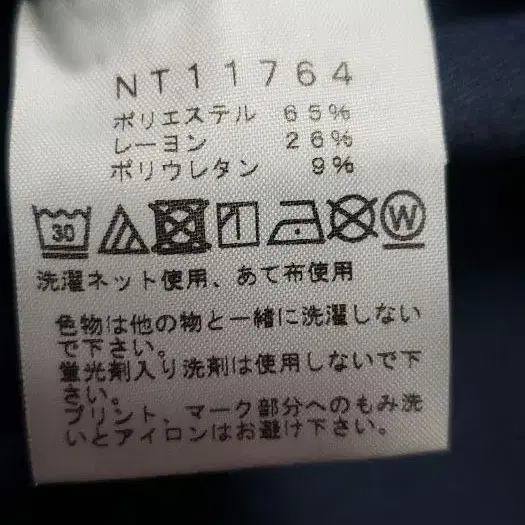 NT11764
ポリエステル 65%
レーヨン 26%
ポリウレタン 9%
30 W
洗濯ネット使用、あて布使用
色物は他の物と一緒に洗濯しない
で下さい。
蛍光剤入り洗剤は使用しないで下
さい。
プリント、マーク部分へのもみ洗
いとアイロンはお避け下さい。